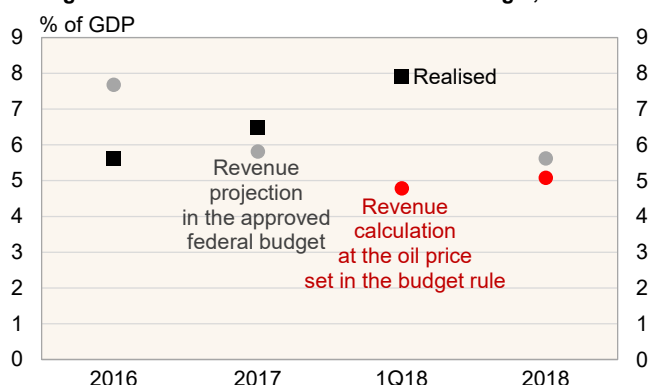 % of GDP
9 9
8 8
Realised
7 7
6 6
5 5
4 4
3 3
2 2
1 1
0 0
Revenue
projection
in the approved
federal budget
Revenue
calculation
at the oil price
set in the budget rule
2016 2017 1Q18 2018